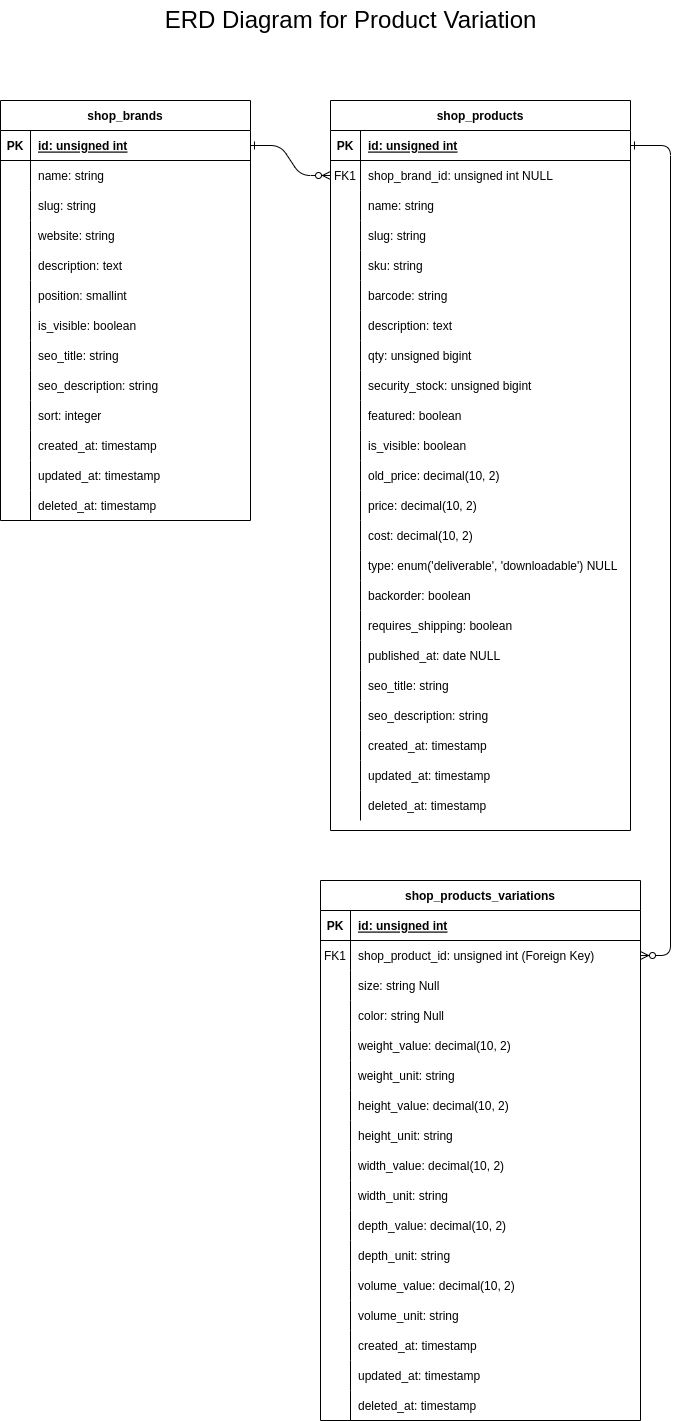 ERD Diagram for Product Variation
shop_brands
PK id: unsigned int
name: string
slug: string
website: string
description: text
position: smallint
is_visible: boolean
seo_title: string
seo_description: string
sort: integer
created_at: timestamp
updated_at: timestamp
deleted_at: timestamp
shop_products
PK id: unsigned int
FK1 shop_brand_id: unsigned int NULL
name: string
slug: string
sku: string
barcode: string
description: text
qty: unsigned bigint
security_stock: unsigned bigint
featured: boolean
is_visible: boolean
old_price: decimal(10, 2)
price: decimal(10, 2)
cost: decimal(10, 2)
type: enum('deliverable', 'downloadable') NULL
backorder: boolean
requires_shipping: boolean
published_at: date NULL
seo_title: string
seo_description: string
created_at: timestamp
updated_at: timestamp
deleted_at: timestamp
shop_products_variations
PK id: unsigned int
FK1 shop_product_id: unsigned int (Foreign Key)
size: string Null
color: string Null
weight_value: decimal(10, 2)
weight_unit: string
height_value: decimal(10, 2)
height_unit: string
width_value: decimal(10, 2)
width_unit: string
depth_value: decimal(10, 2)
depth_unit: string
volume_value: decimal(10, 2)
volume_unit: string
created_at: timestamp
updated_at: timestamp
deleted_at: timestamp